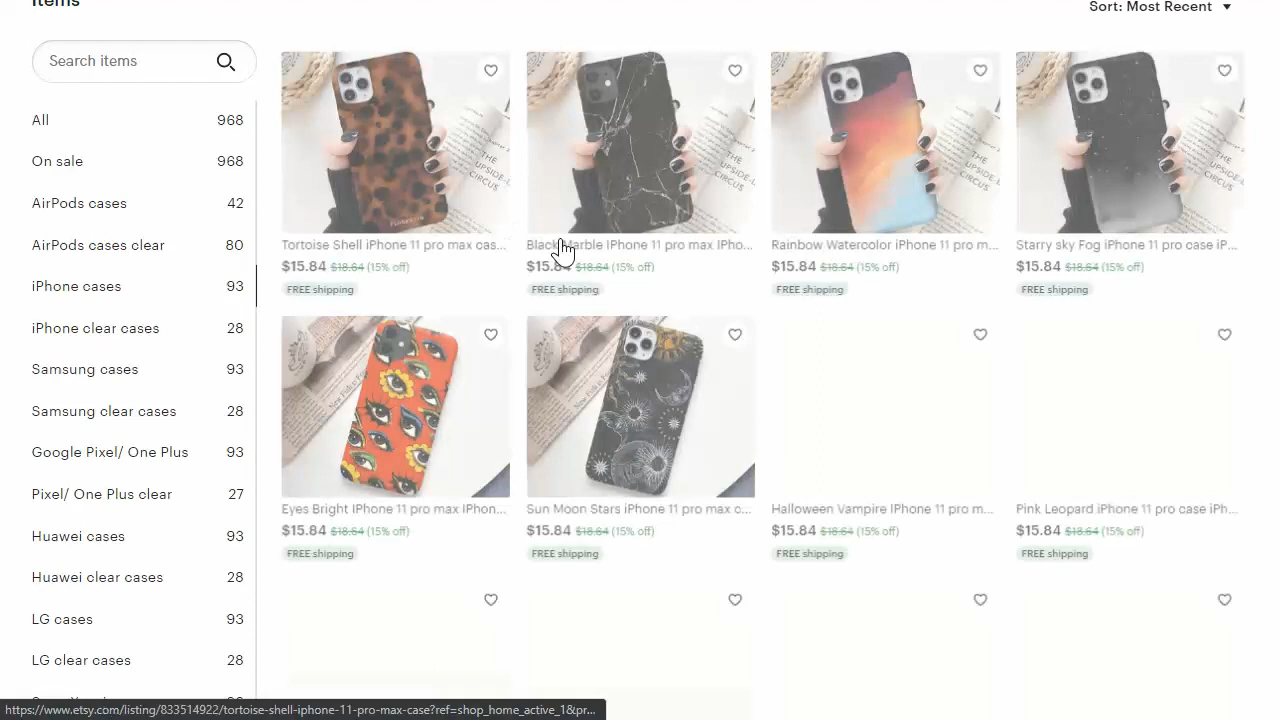 Items
Sort: Most Recent
Search items
All 968
On sale 968
AirPods cases 42
AirPods cases clear 80
iPhone cases 93
iPhone clear cases 28
Samsung cases 93
Samsung clear cases 28
Google Pixel/ One Plus 93
Pixel/ One Plus clear 27
Huawei cases 93
Huawei clear cases 28
LG cases 93
LG clear cases 28
THE UPSIDE-
CIRCUS
Tortoise Shell iPhone 11 pro max cas...
$15.84 $18.64 (15% off)
FREE shipping
Black Marble IPhone 11 pro max IPho...
$15.84 $18.64 (15% off)
FREE shipping
Rainbow Watercolor iPhone 11 pro m...
$15.84 $18.64 (15% off)
FREE shipping
Starry sky Fog iPhone 11 pro case iP...
$15.84 $18.64 (15% off)
FREE shipping
Eyes Bright IPhone 11 pro max IPhon...
$15.84 $18.64 (15% off)
FREE shipping
Sun Moon Stars iPhone 11 pro max c...
$15.84 $18.64 (15% off)
FREE shipping
Halloween Vampire IPhone 11 pro m...
$15.84 $18.64 (15% off)
FREE shipping
Pink Leopard iPhone 11 pro case iPh...
$15.84 $18.64 (15% off)
FREE shipping
https://www.etsy.com/listing/833514922/tortoise-shell-iphone-11-pro-max-case?ref=shop_home_active_1&pr...